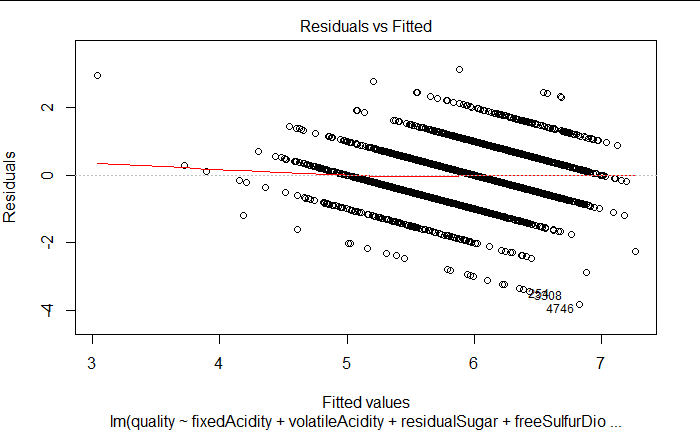 Residuals vs Fitted
Residuals
2
0
-2
-4
4746
3
4
5
6
7
Fitted values
lm(quality ~ fixedAcidity + volatileAcidity + residualSugar + freeSulfurDio ...